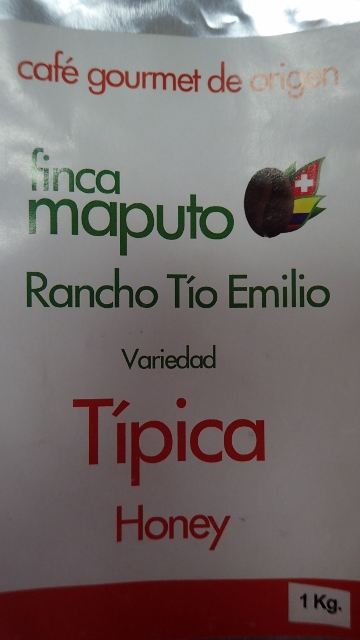 café gourmet de origen
finca
maputo
Rancho Tío Emilio
Variedad
Típica
Honey
1 Kg.